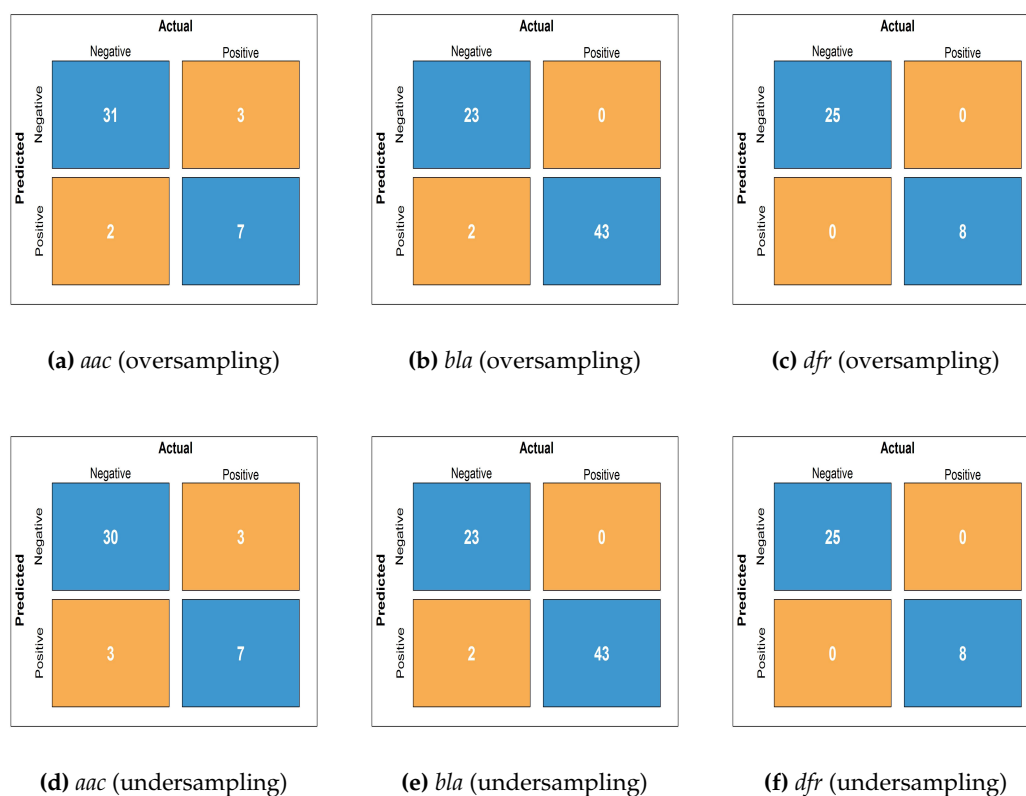 Actual
Negative Positive
Predicted
Negative
31 3
Positive
2 7
(a) aac (oversampling)
Actual
Negative Positive
Predicted
Negative
23 0
Positive
2 43
(b) bla (oversampling)
Actual
Negative Positive
Predicted
Negative
25 0
Positive
0 8
(c) dfr (oversampling)
Actual
Negative Positive
Predicted
Negative
30 3
Positive
3 7
(d) aac (undersampling)
Actual
Negative Positive
Predicted
Negative
23 0
Positive
2 43
(e) bla (undersampling)
Actual
Negative Positive
Predicted
Negative
25 0
Positive
0 8
(f) dfr (undersampling)